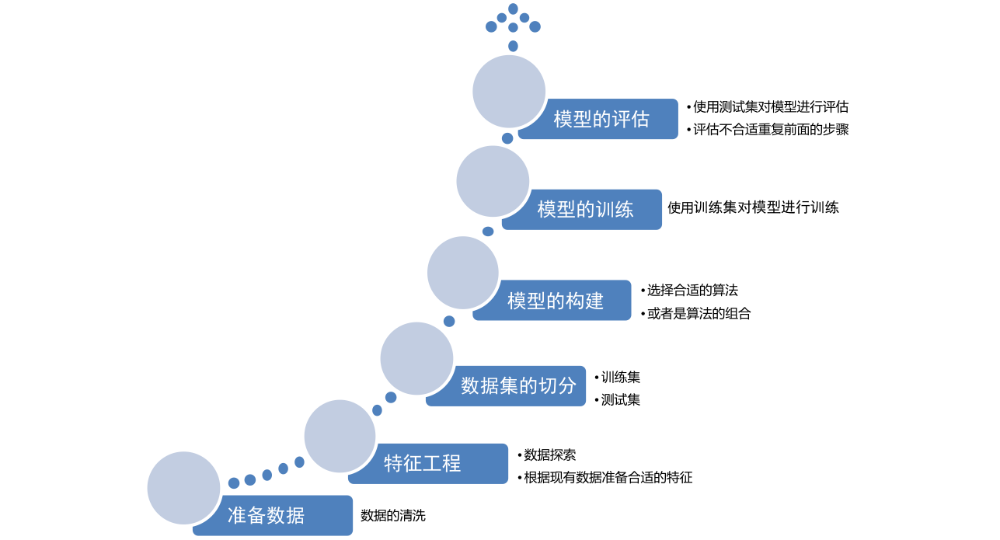 模型的评估
•使用测试集对模型进行评估
•评估不合适重复前面的步骤
模型的训练
使用训练集对模型进行训练
模型的构建
•选择合适的算法
•或者是算法的组合
数据集的切分
•训练集
•测试集
特征工程
•数据探索
•根据现有数据准备合适的特征
准备数据
数据的清洗